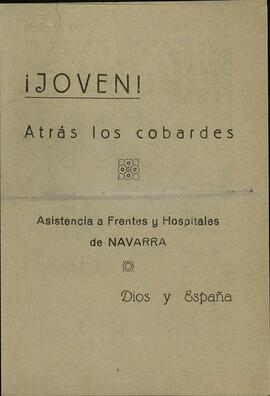 ¡JOVEN!
Atrás los cobardes
Asistencia a Frentes y Hospitales
de NAVARRA
Dios y España